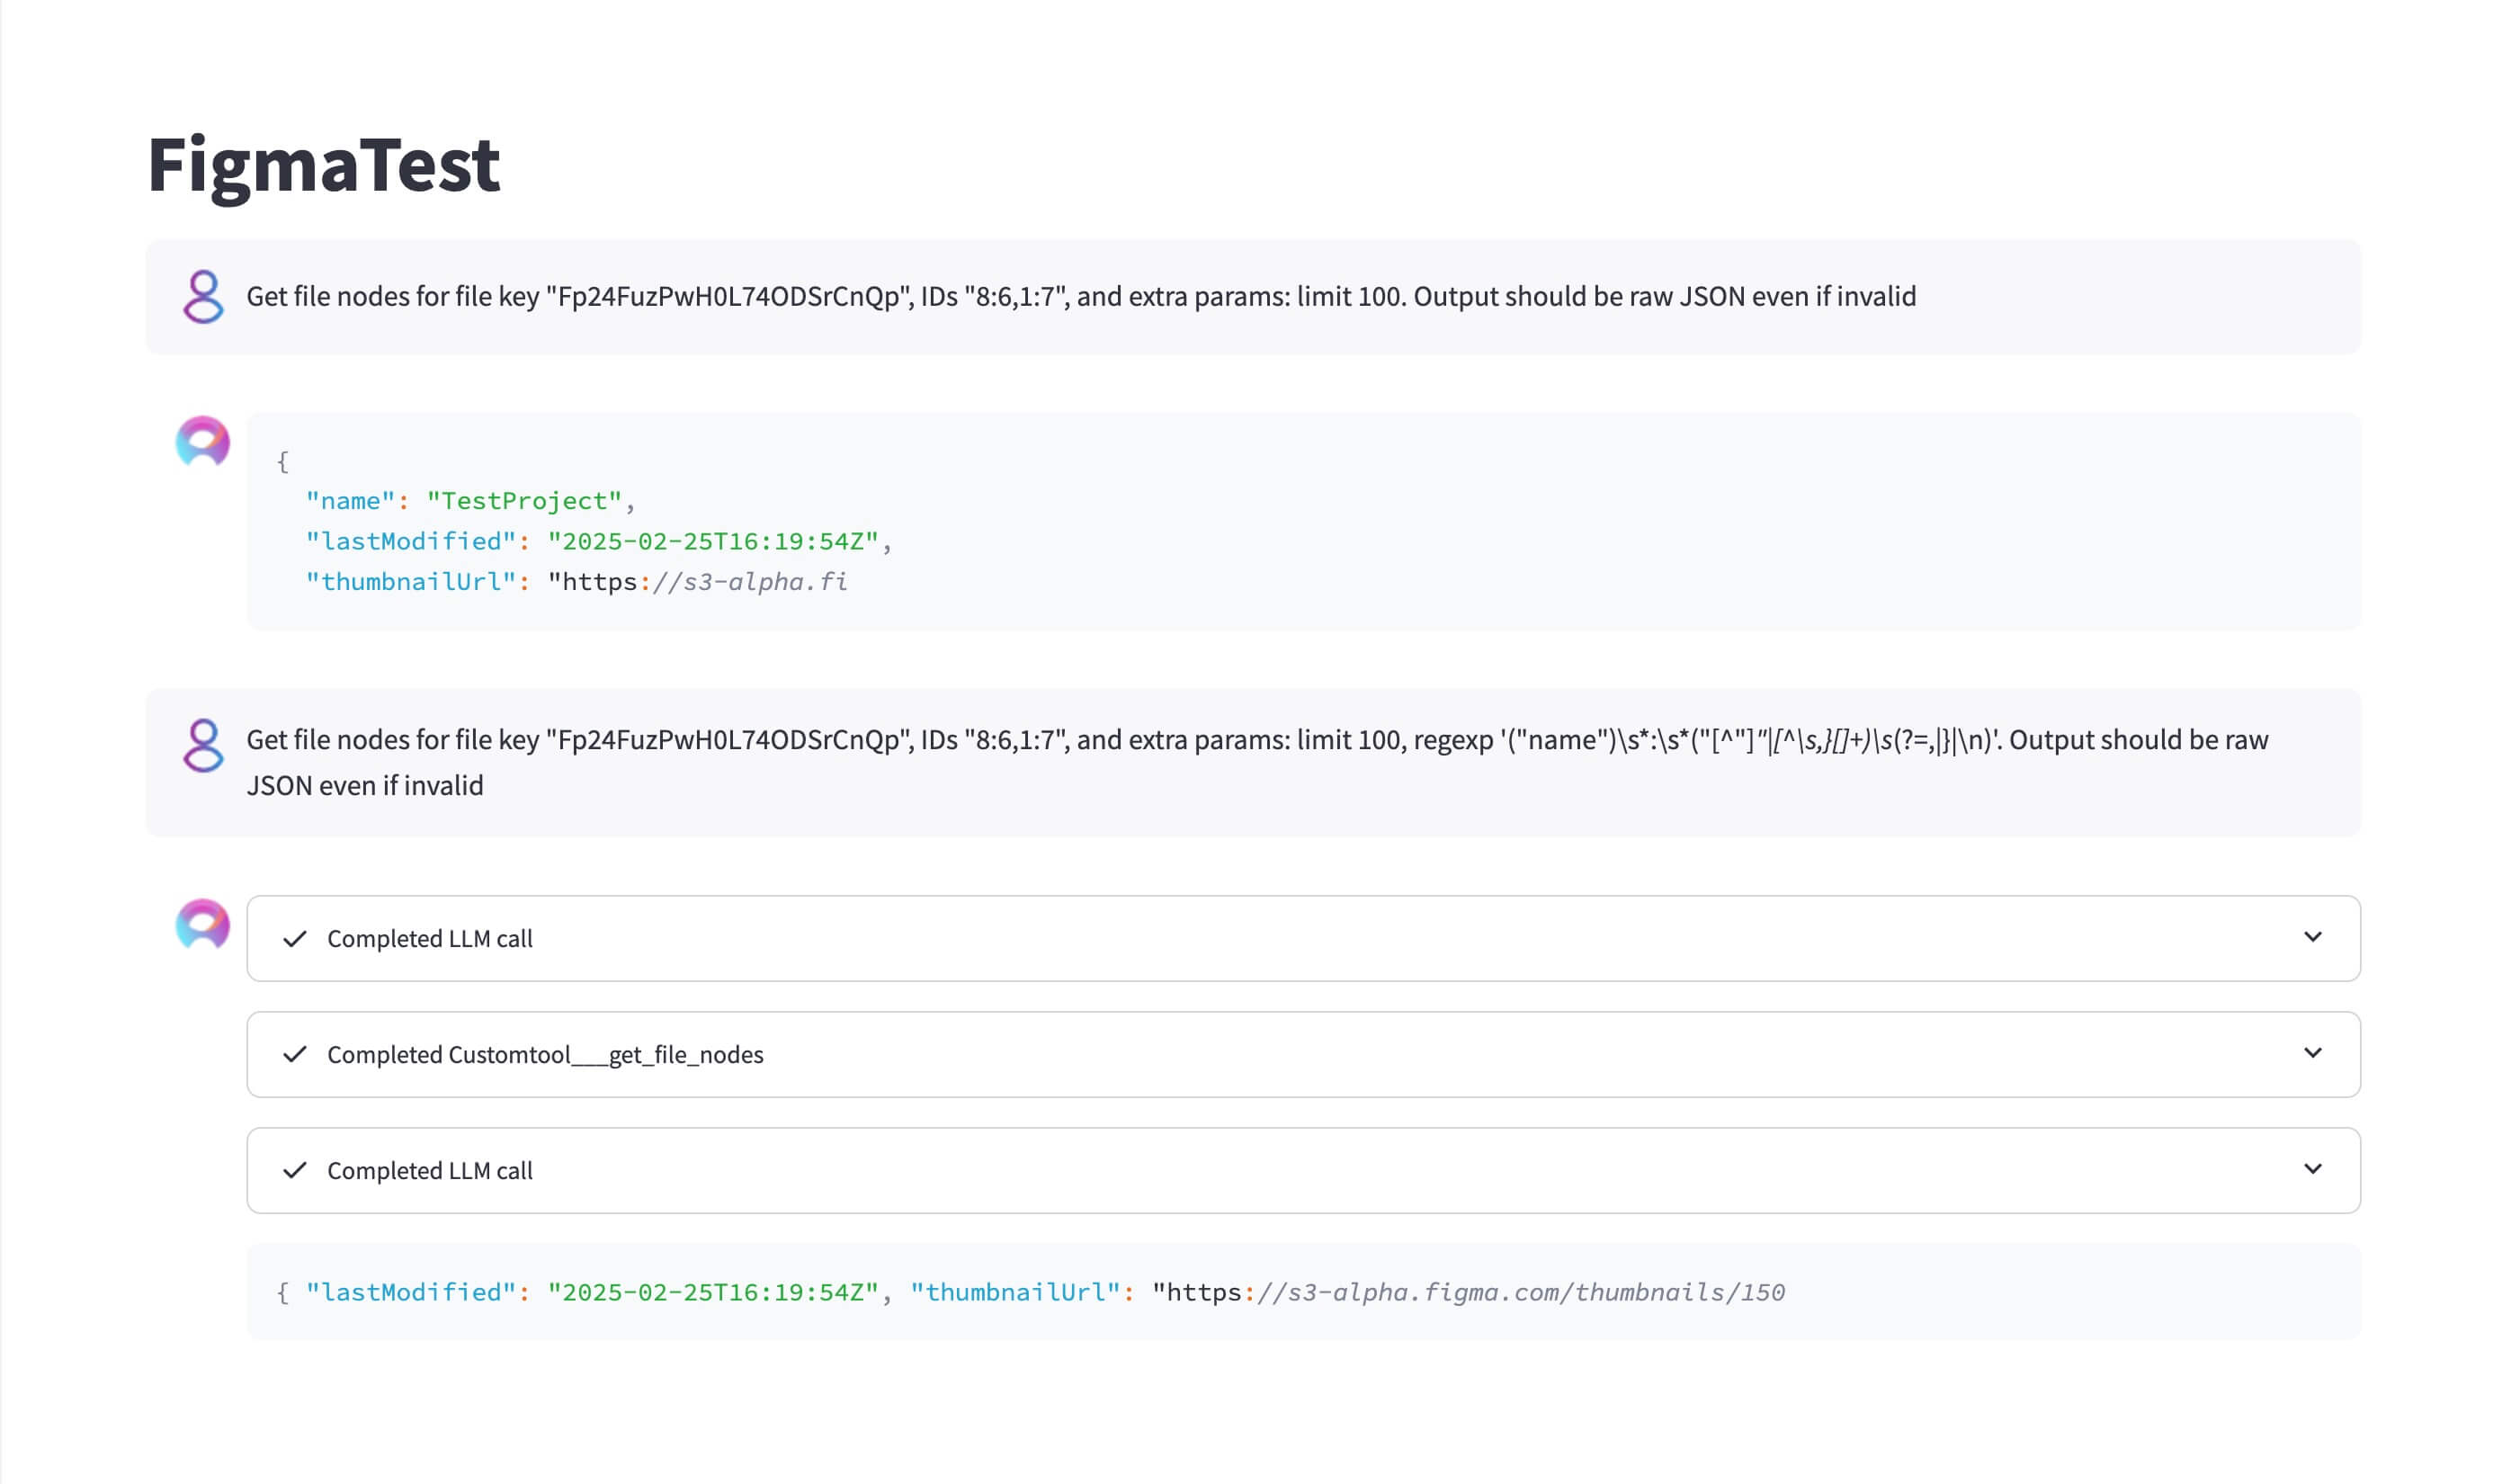 FigmaTest
Get file nodes for file key "Fp24FuzPwH0L74ODSrCnQp", IDs "8:6,1:7", and extra params: limit 100. Output should be raw JSON even if invalid
{
"name": "TestProject",
"lastModified": "2025-02-25T16:19:54Z",
"thumbnailUrl": "https://s3-alpha.fi
Get file nodes for file key "Fp24FuzPwH0L74ODSrCnQp", IDs "8:6,1:7", and extra params: limit 100, regexp '("name")\s*:\s*("[^"]"|[^\s,}[]+)\s(?=,|}|\n)'. Output should be raw
JSON even if invalid
Completed LLM call
Completed Customtool___get_file_nodes
Completed LLM call
{ "lastModified": "2025-02-25T16:19:54Z", "thumbnailUrl": "https://s3-alpha.figma.com/thumbnails/150